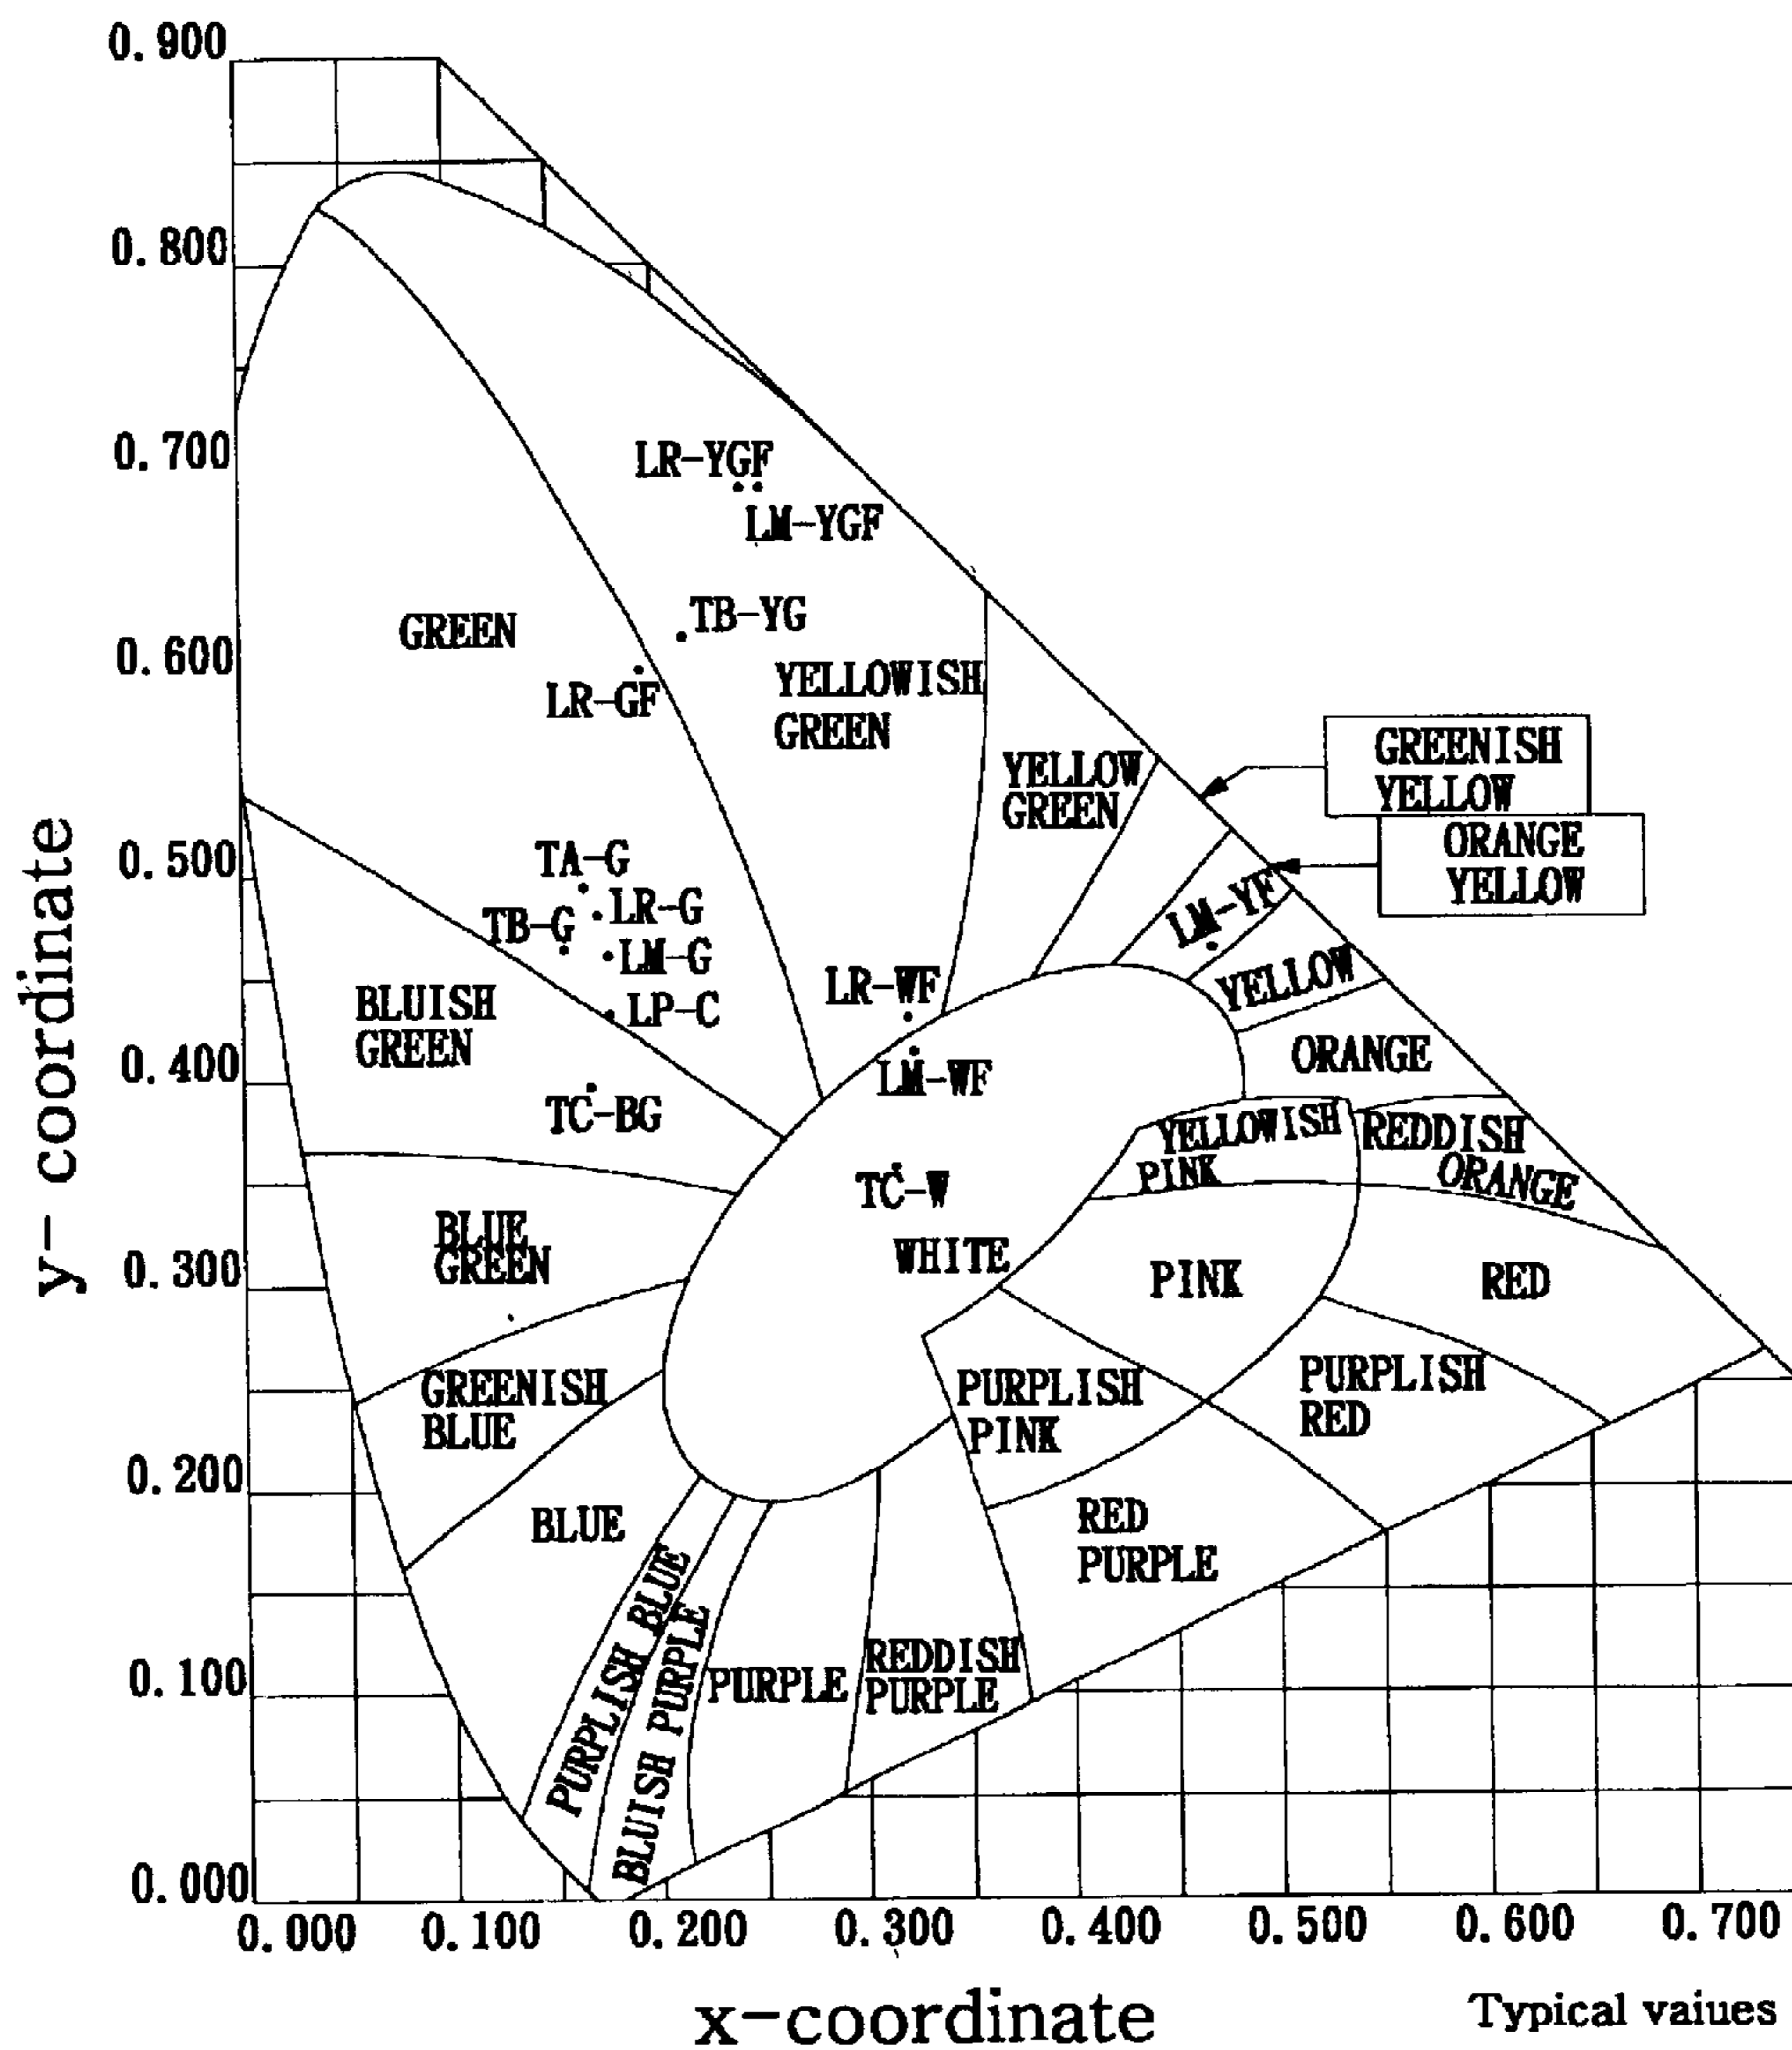 0.900
0.800
0.700
0.600
0.500
0.400
0.300
0.200
0.100
0.000
y- coordinate
LR-YGF
LM-YGF
TB-YG
GREEN
LR-GF
YELLOWISH
GREEN
YELLOW
GREEN
GREENISH
YELLOW
ORANGE
YELLOW
TA-G
LR-G
TB-G
LM-G
LP-C
LM-YF
YELLOW
LR-WF
BLUISH
GREEN
LM-WF
ORANGE
TC-BG
YELLOWISH
PINK
REDDISH
ORANGE
TC-W
WHITE
BLUE
GREEN
PINK
RED
GREENISH
BLUE
PURPLISH
PINK
PURPLISH
RED
BLUE
RED
PURPLE
PURPLISH BLUE
BLUISH PURPLE
PURPLE
REDDISH
PURPLE
0.000 0.100 0.200 0.300 0.400 0.500 0.600 0.700
x-coordinate
Typical vaiues